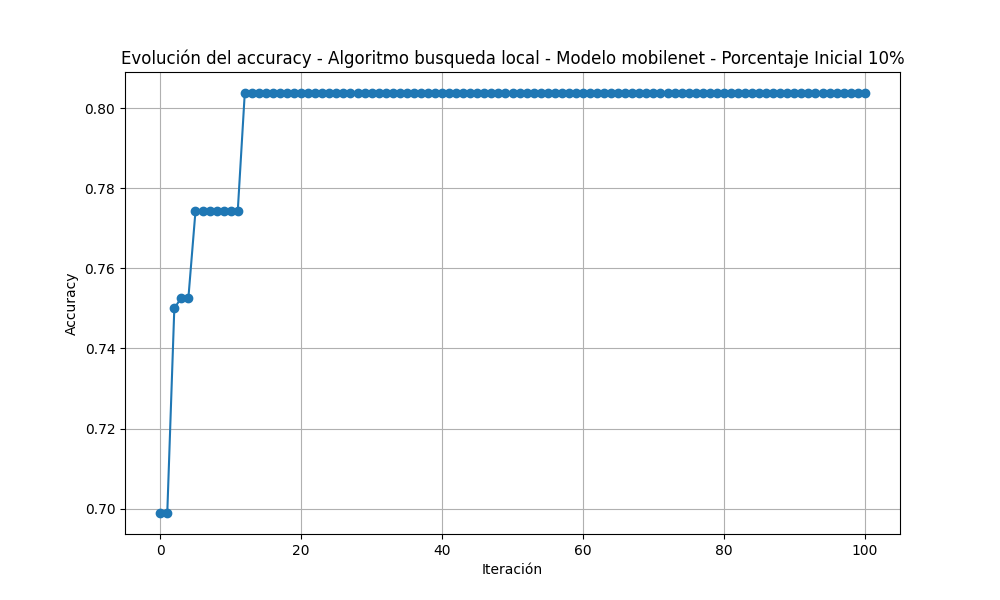 Evolución del accuracy - Algoritmo busqueda local - Modelo mobilenet - Porcentaje Inicial 10%
Accuracy
0.80
0.78
0.76
0.74
0.72
0.70
0 20 40 60 80 100
Iteración